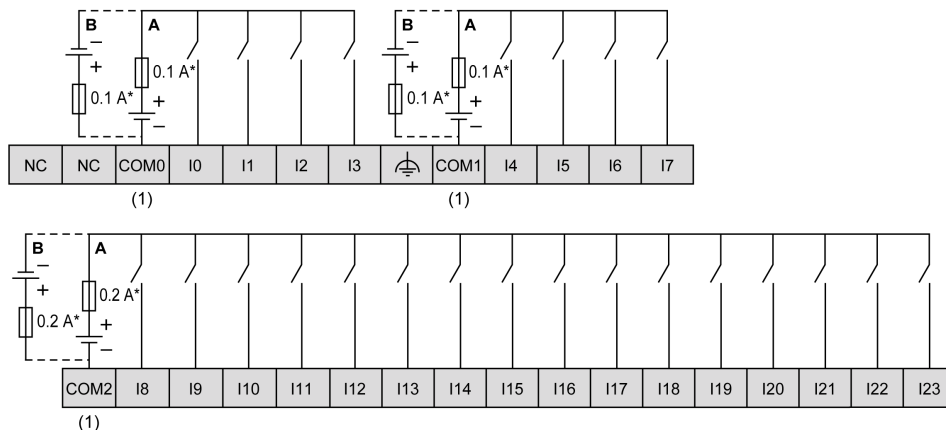 B − A B − A
0.1 A* 0.1 A*
+ +
0.1 A* + 0.1 A* +
− −
NC NC COM0 I0 I1 I2 I3 COM1 I4 I5 I6 I7
(1) (1)
B − A
+ 0.2 A*
0.2 A* +
−
COM2 I8 I9 I10 I11 I12 I13 I14 I15 I16 I17 I18 I19 I20 I21 I22 I23
(1)